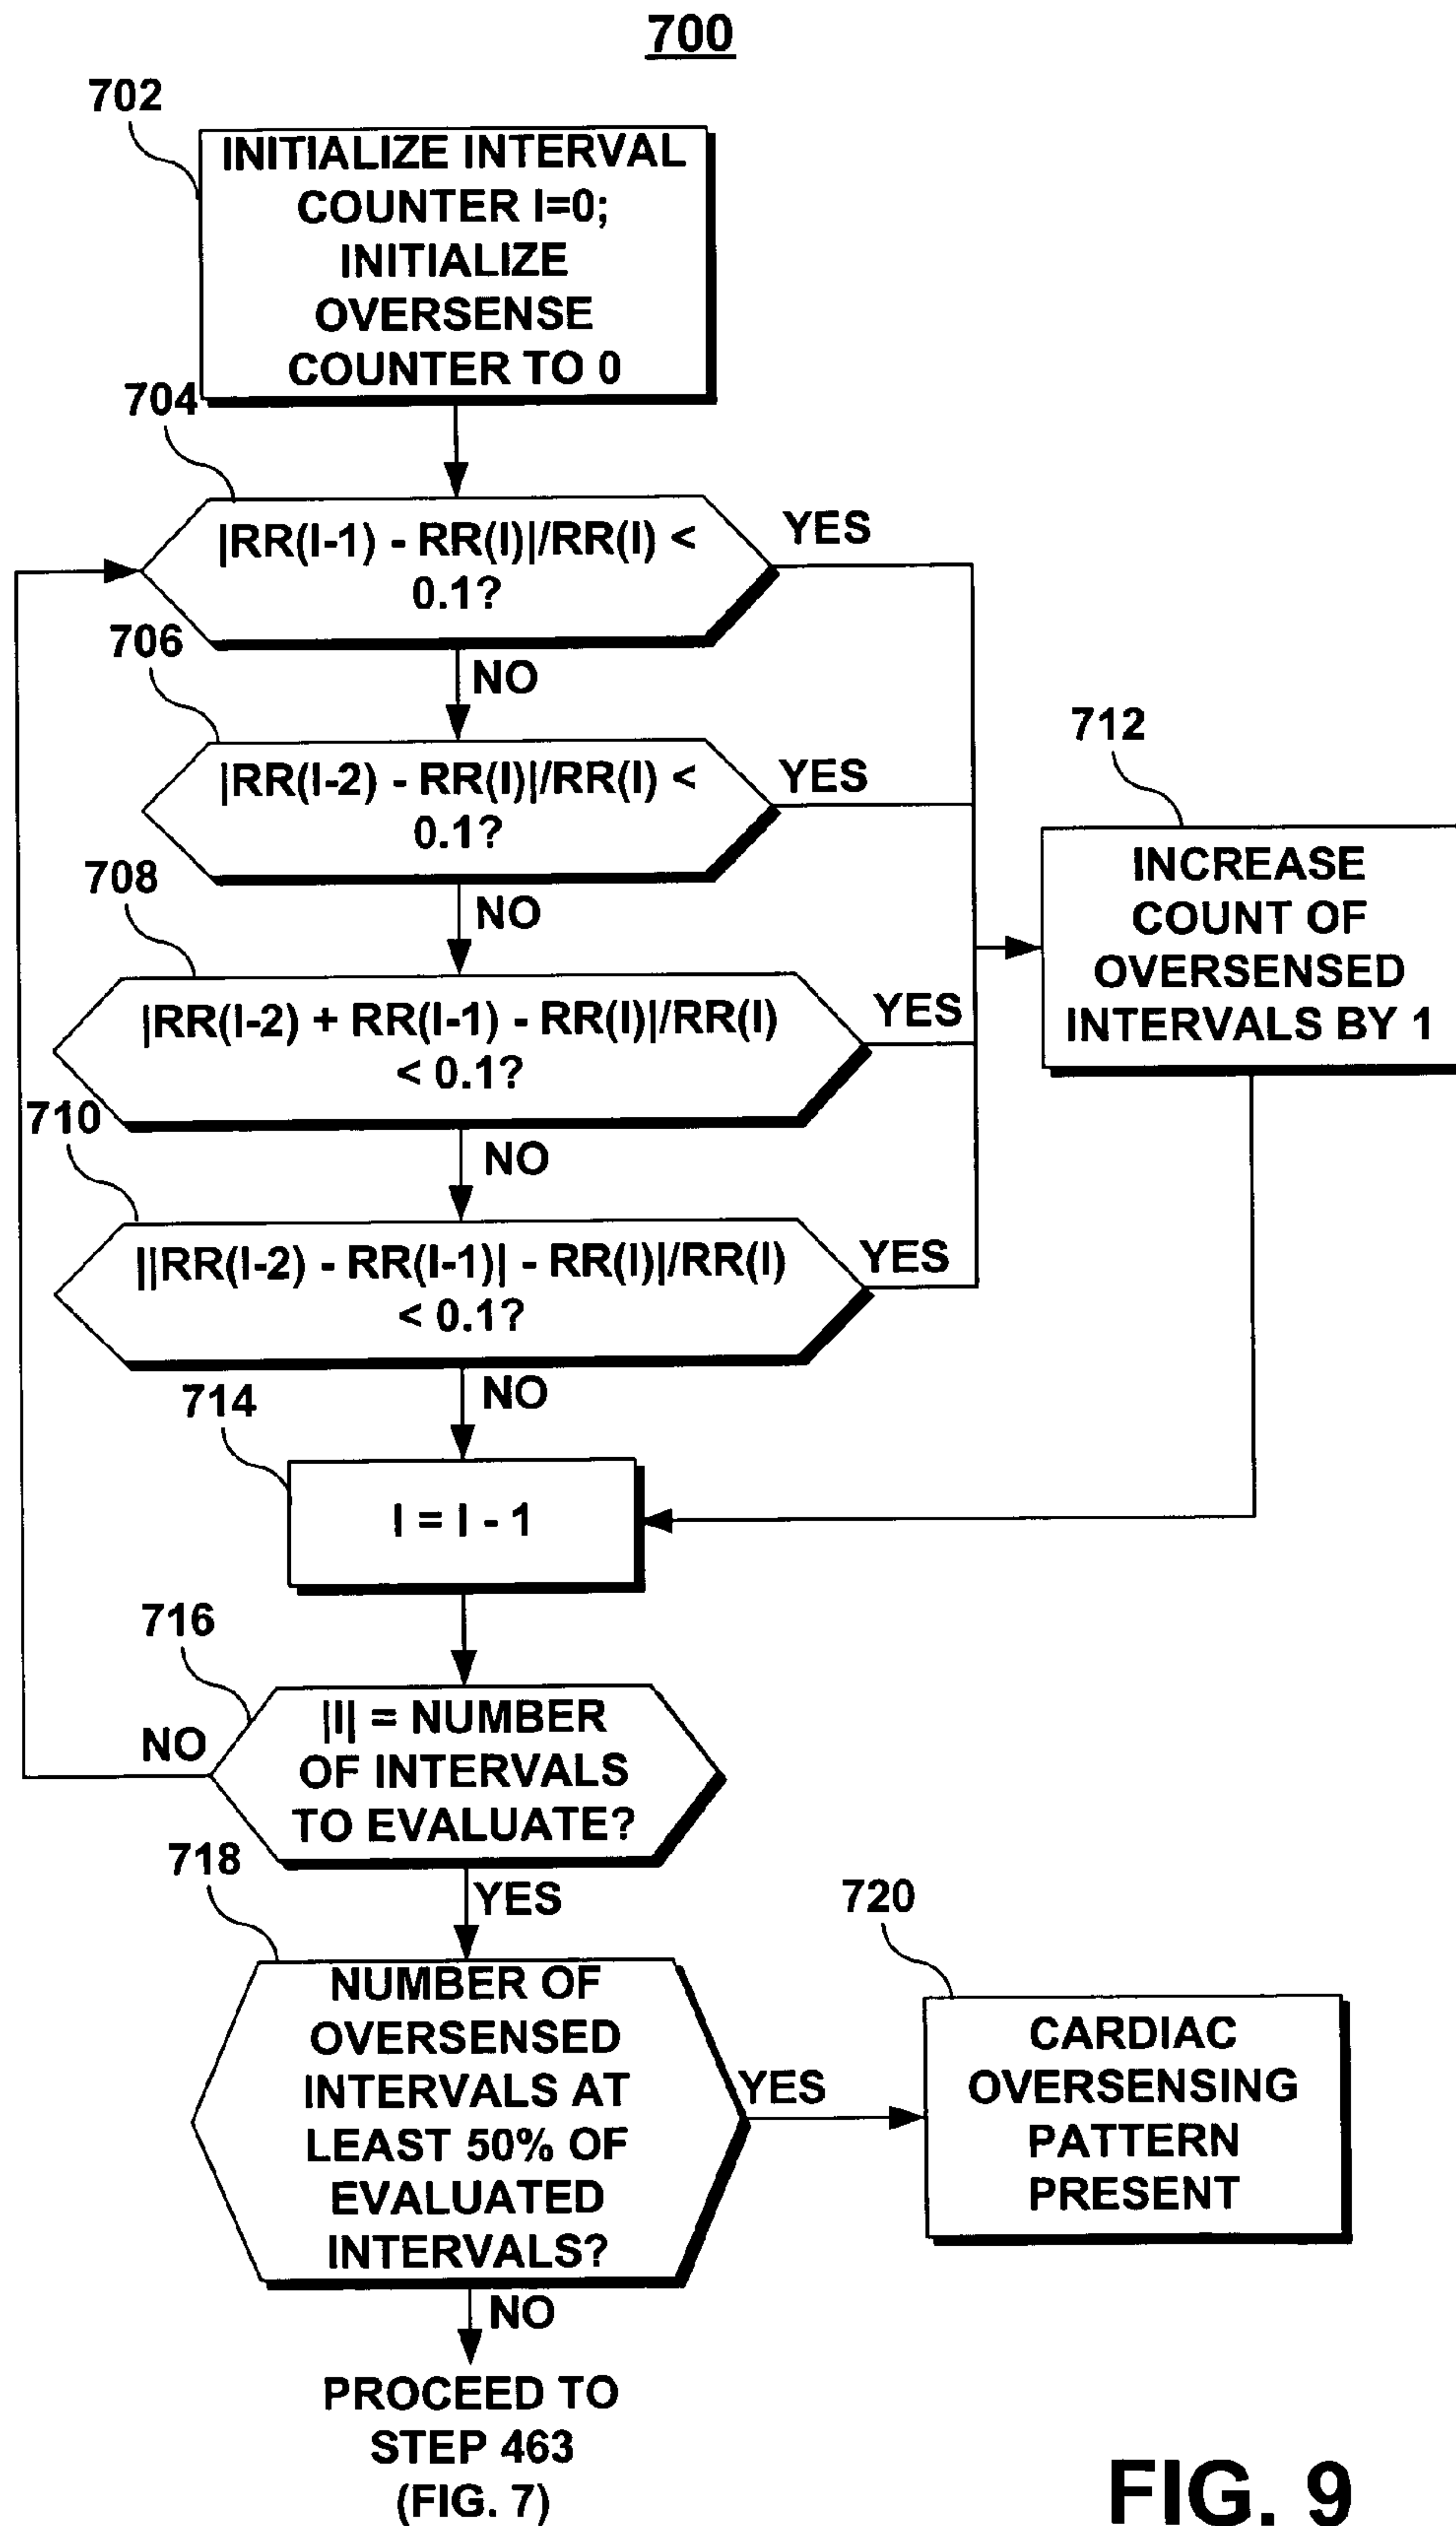 700
702
INITIALIZE INTERVAL
COUNTER I=0;
INITIALIZE
OVERSENSE
COUNTER TO 0
704
|RR(I-1) - RR(I)|/RR(I) <
0.1?
YES
NO
706
|RR(I-2) - RR(I)|/RR(I) <
0.1?
YES
NO
712
INCREASE
COUNT OF
OVERSENSED
INTERVALS BY 1
708
|RR(I-2) + RR(I-1) - RR(I)|/RR(I)
< 0.1?
YES
NO
710
||RR(I-2) - RR(I-1)| - RR(I)|/RR(I)
< 0.1?
YES
NO
714
I = I - 1
716
|I| = NUMBER
OF INTERVALS
TO EVALUATE?
NO
YES
718
NUMBER OF
OVERSENSED
INTERVALS AT
LEAST 50% OF
EVALUATED
INTERVALS?
YES
720
CARDIAC
OVERSENSING
PATTERN
PRESENT
NO
PROCEED TO
STEP 463
(FIG. 7)
FIG. 9